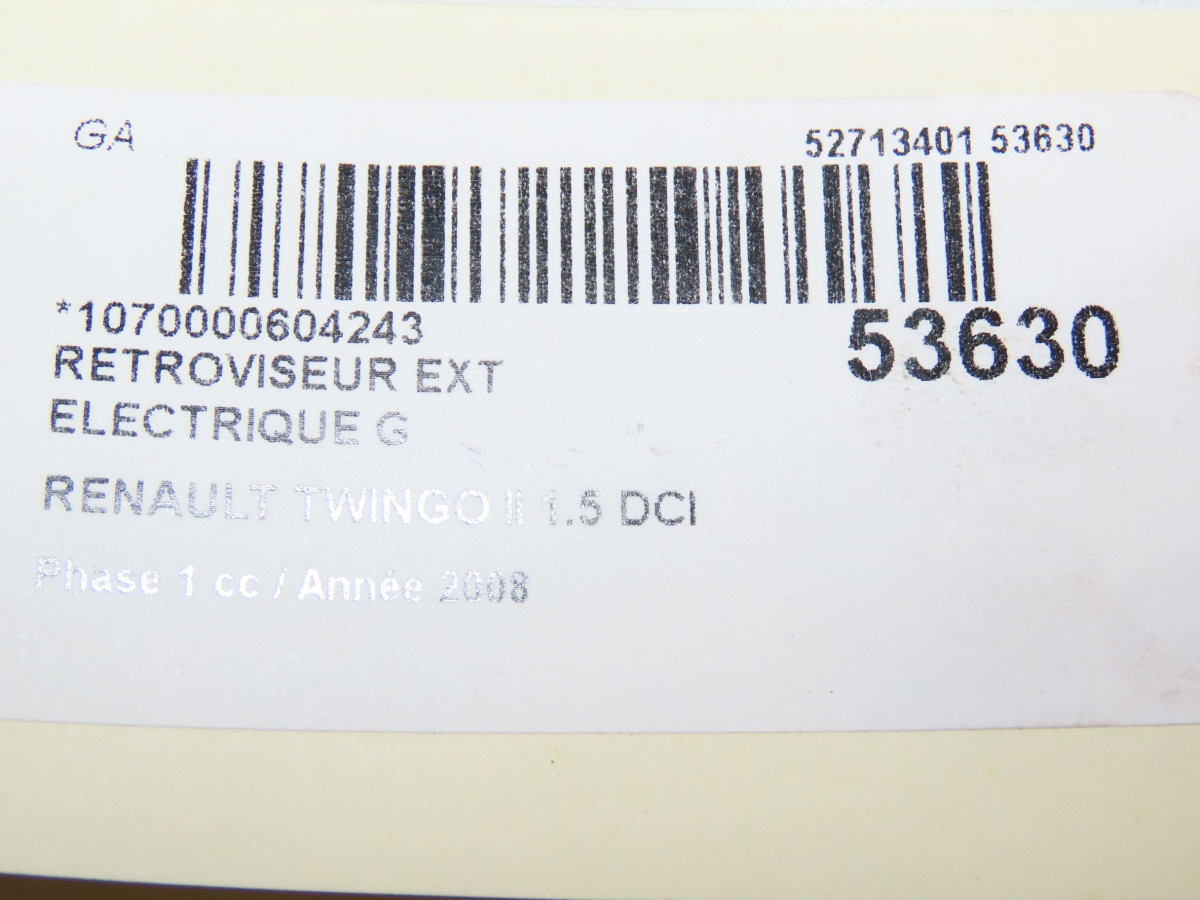 GA
52713401 53630
*1070000604243
53630
RETROVISEUR EXT
ELECTRIQUE G
RENAULT TWINGO II 1.5 DCI
Phase 1 cc / Année 2008